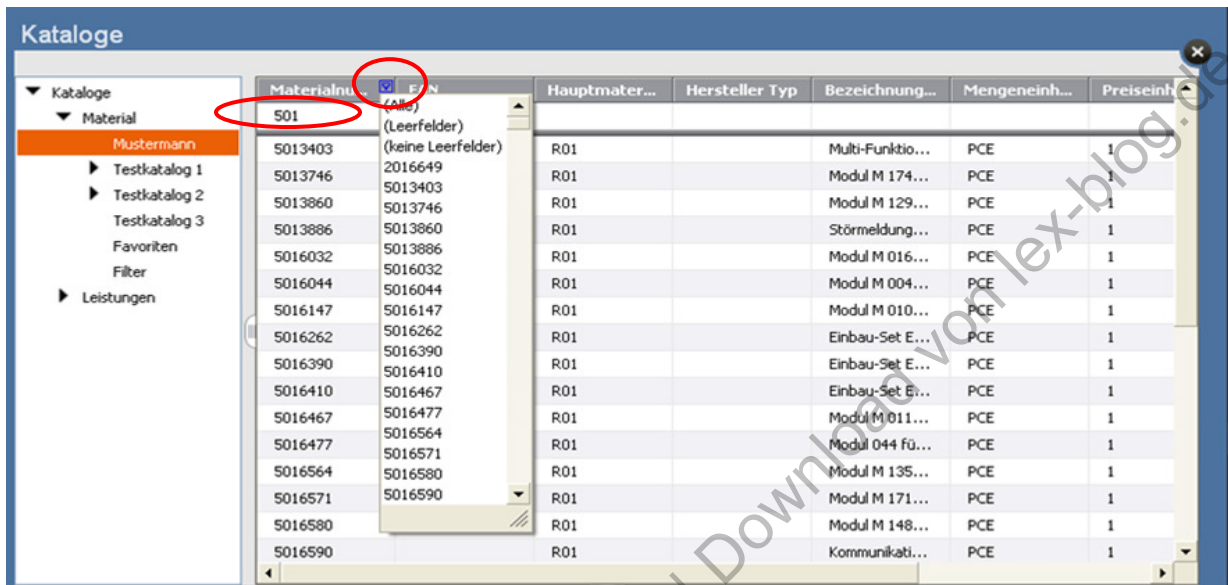 Kataloge
Kataloge
Material
Mustermann
Testkatalog 1
Testkatalog 2
Testkatalog 3
Favoriten
Filter
Leistungen
Materialnu... EAN Hauptmater... Hersteller Typ Bezeichnung... Mengeneinh... Preiseinh
501
(Alle)
(Leerfelder)
(keine Leerfelder)
2016649
5013403
5013746
5013860
5013886
5016032
5016044
5016147
5016262
5016390
5016410
5016467
5016477
5016564
5016571
5016580
5016590
5013403 R01 Multi-Funktio... PCE 1
5013746 R01 Modul M 174... PCE 1
5013860 R01 Modul M 129... PCE 1
5013886 R01 Störmeldung... PCE 1
5016032 R01 Modul M 016... PCE 1
5016044 R01 Modul M 004... PCE 1
5016147 R01 Modul M 010... PCE 1
5016262 R01 Einbau-Set E... PCE 1
5016390 R01 Einbau-Set E... PCE 1
5016410 R01 Einbau-Set E... PCE 1
5016467 R01 Modul M 011... PCE 1
5016477 R01 Modul 044 fü... PCE 1
5016564 R01 Modul M 135... PCE 1
5016571 R01 Modul M 171... PCE 1
5016580 R01 Modul M 148... PCE 1
5016590 R01 Kommunikati... PCE 1
Download von lex-blog.de